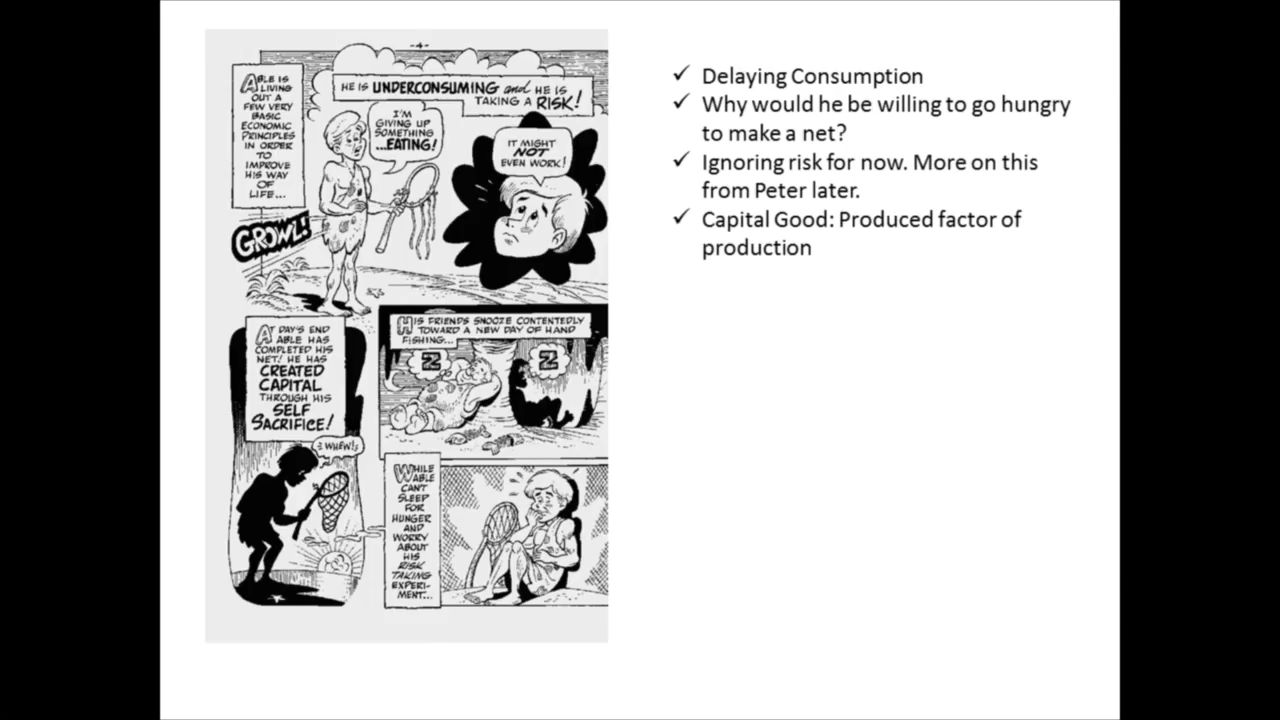 -4-
ABLE IS
LIVING
OUT A
FEW VERY
BASIC
ECONOMIC
PRINCIPLES
IN ORDER
TO
IMPROVE
HIS WAY
OF
LIFE...
HE IS UNDERCONSUMING and HE IS
TAKING A RISK!
I'M
GIVING UP
SOMETHING
...EATING!
IT MIGHT
NOT
EVEN WORK!
GROWL!
AT DAY'S END
ABLE HAS
COMPLETED HIS
NET! HE HAS
CREATED
CAPITAL
THROUGH HIS
SELF
SACRIFICE!
WHEW!
HIS FRIENDS SNOOZE CONTENTEDLY
TOWARD A NEW DAY OF HAND
FISHING...
Z
Z
WHILE
ABLE
CAN'T
SLEEP
FOR
HUNGER
AND
WORRY
ABOUT
HIS
RISK
TAKING
EXPERI-
MENT...
✓ Delaying Consumption
✓ Why would he be willing to go hungry
to make a net?
✓ Ignoring risk for now. More on this
from Peter later.
✓ Capital Good: Produced factor of
production